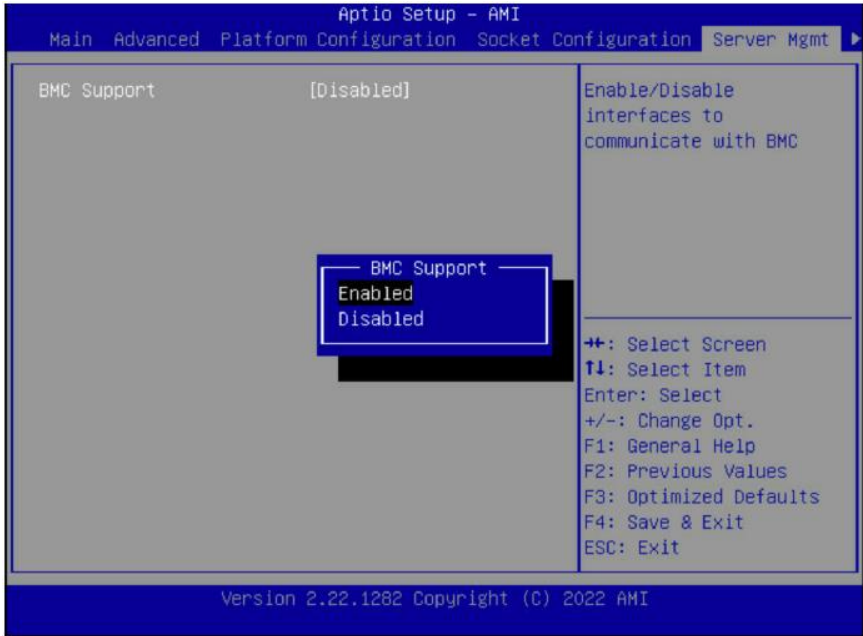 Aptio Setup – AMI
Main Advanced Platform Configuration Socket Configuration Server Mgmt ►
BMC Support [Disabled]
Enable/Disable
interfaces to
communicate with BMC
BMC Support
Enabled
Disabled
→←: Select Screen
↑↓: Select Item
Enter: Select
+/-: Change Opt.
F1: General Help
F2: Previous Values
F3: Optimized Defaults
F4: Save & Exit
ESC: Exit
Version 2.22.1282 Copyright (C) 2022 AMI